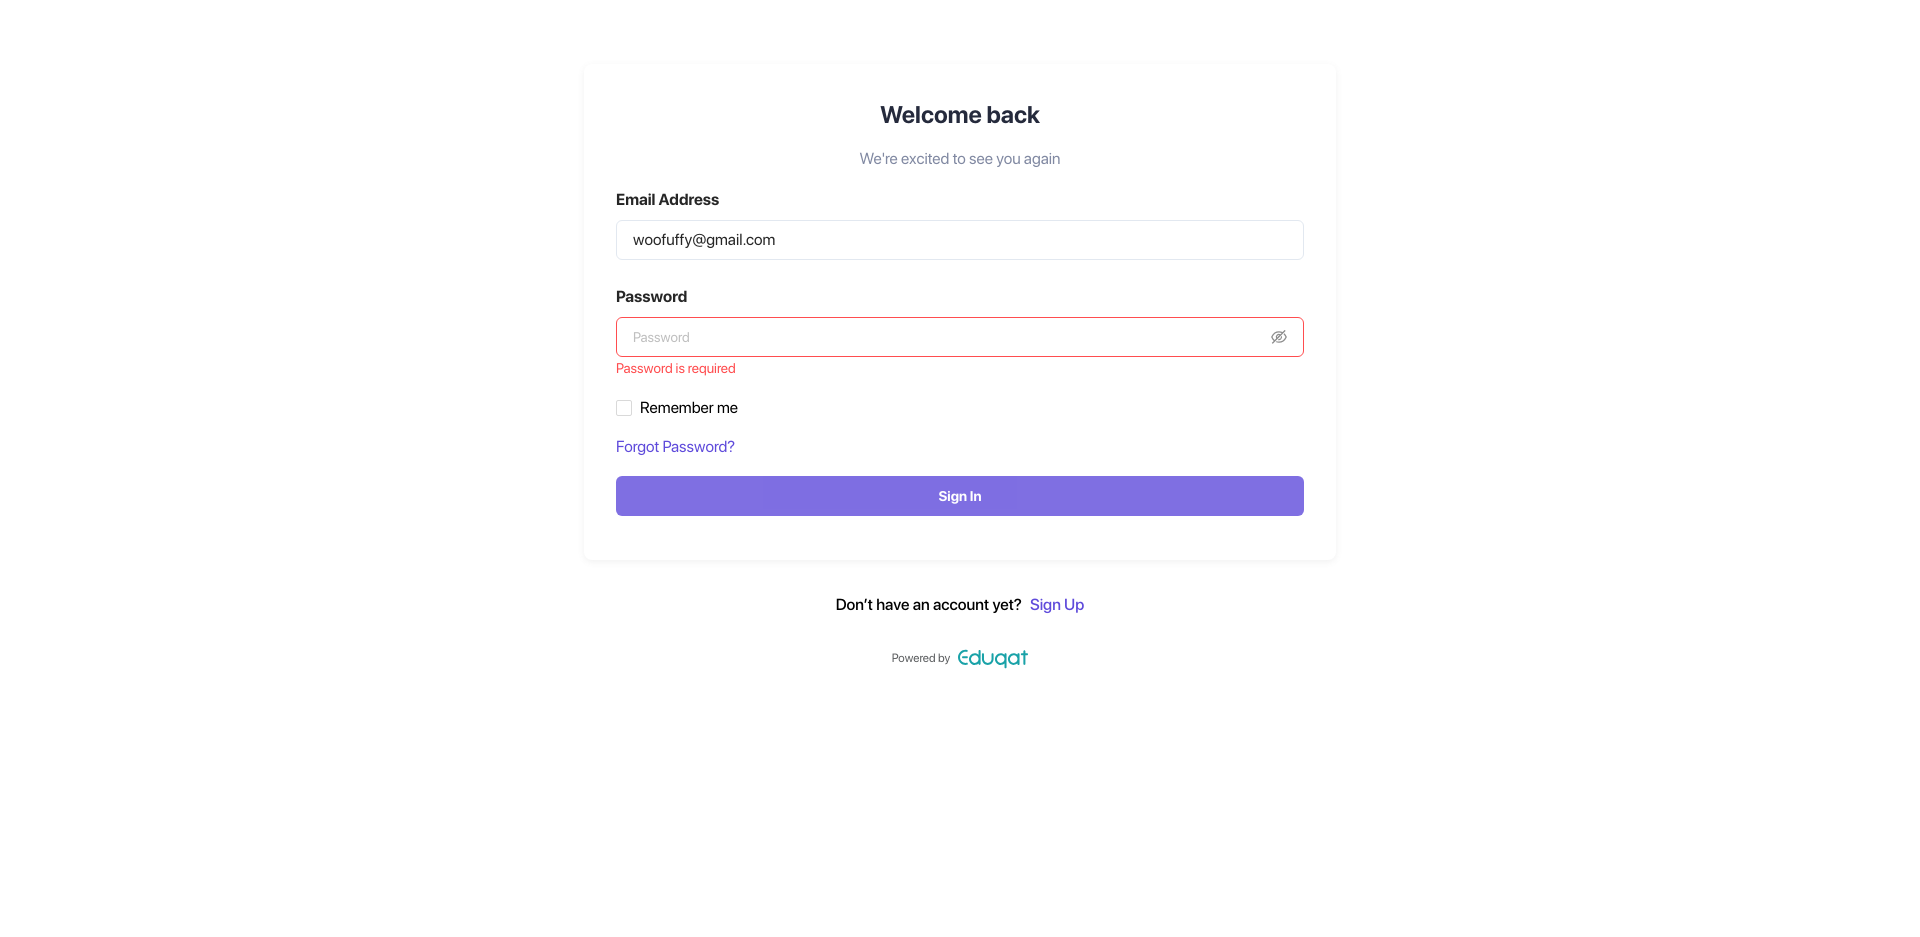 Welcome back
We're excited to see you again
Email Address
woofuffy@gmail.com
Password
Password
Password is required
Remember me
Forgot Password?
Sign In
Don’t have an account yet? Sign Up
Powered by Eduqat